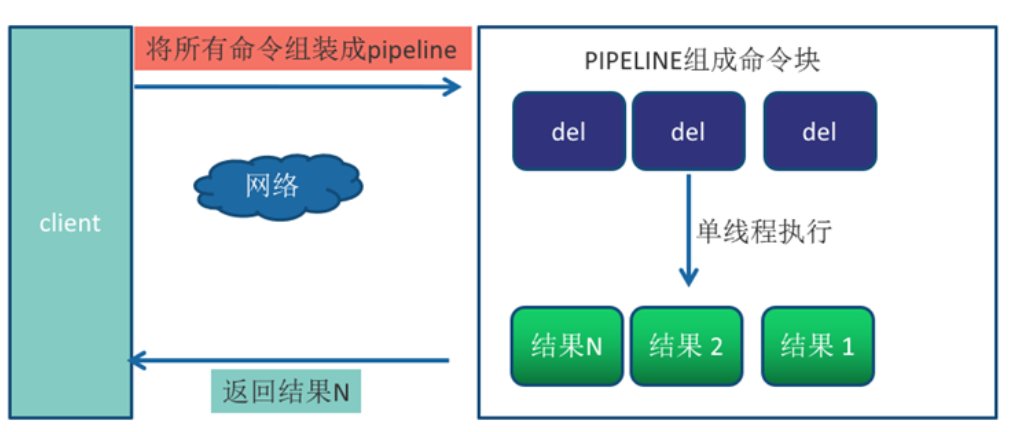 将所有命令组装成pipeline
PIPELINE组成命令块
del
del
del
网络
client
单线程执行
结果N
结果 2
结果 1
返回结果N